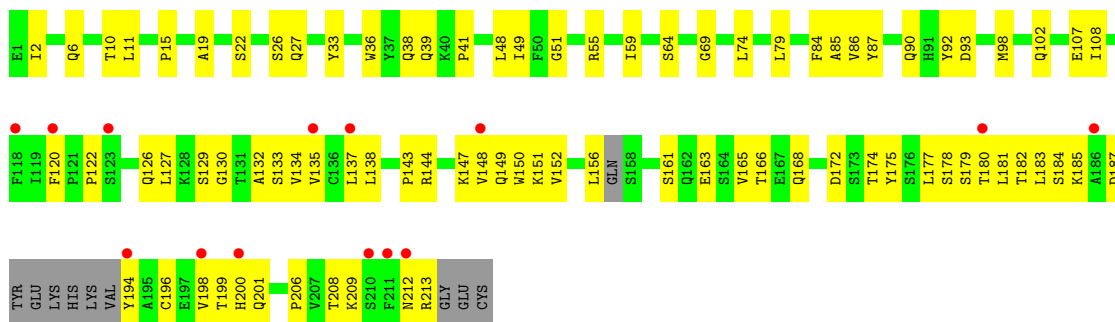 E1 I2 Q6 T10 L11 P15 A19 S22 S26 Q27 Y33 W36 Y37 Q38 Q39 K40 P41 L48 I49 F50 G51 R55 I59 S64 G69 L74 L79 F84 A85 V86 Y87 Q90 H91 Y92 D93 M98 Q102 E107 I108
F118 I119 F120 P121 P122 S123 Q126 L127 K128 S129 G130 T131 A132 S133 V134 V135 C136 L137 L138 P143 R144 K147 V148 Q149 W150 K151 V152 L156 GLN S158 S161 Q162 E163 S164 V165 T166 E167 Q168 D172 S173 T174 Y175 S176 L177 S178 S179 T180 L181 T182 L183 S184 K185 A186 D187
TYR GLU LYS HIS LYS VAL Y194 A195 C196 E197 V198 T199 H200 Q201 P206 V207 T208 K209 S210 F211 N212 R213 GLY GLU CYS